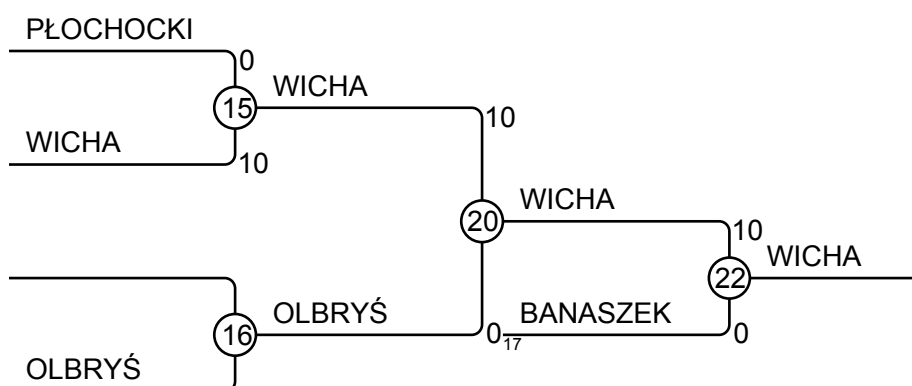 PŁOCHOCKI
0
15
WICHA
10
WICHA
10
20
WICHA
10
22
WICHA
16
OLBRYŚ
0
17
BANASZEK
0
OLBRYŚ